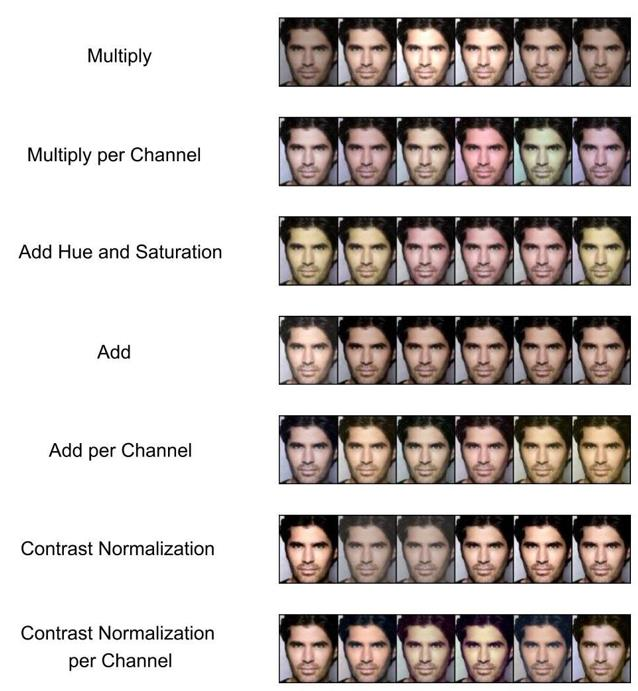 Multiply
Multiply per Channel
Add Hue and Saturation
Add
Add per Channel
Contrast Normalization
Contrast Normalization
per Channel